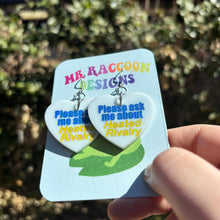 MR RACCOON
DESIGNS
Please ask
me about
Heated
Rivalry
Please ask
me about
Heated
Rivalry